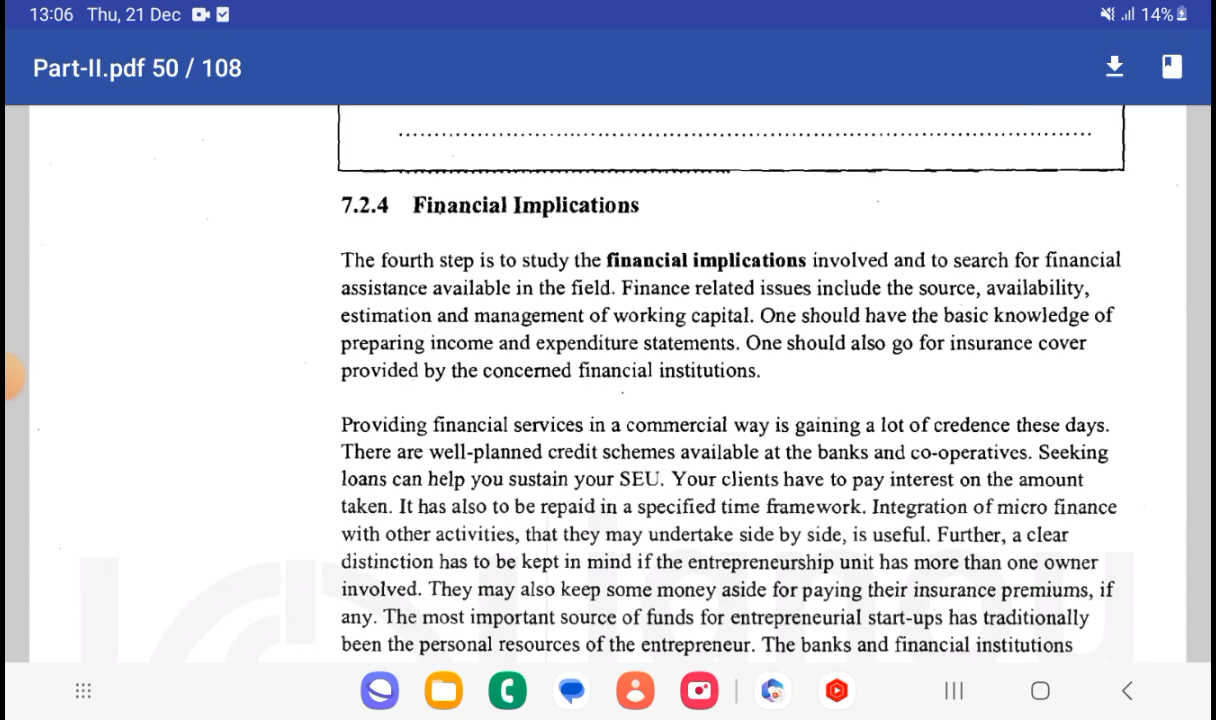 13:06 Thu, 21 Dec
14%
Part-II.pdf 50 / 108
7.2.4 Financial Implications
The fourth step is to study the financial implications involved and to search for financial
assistance available in the field. Finance related issues include the source, availability,
estimation and management of working capital. One should have the basic knowledge of
preparing income and expenditure statements. One should also go for insurance cover
provided by the concerned financial institutions.
Providing financial services in a commercial way is gaining a lot of credence these days.
There are well-planned credit schemes available at the banks and co-operatives. Seeking
loans can help you sustain your SEU. Your clients have to pay interest on the amount
taken. It has also to be repaid in a specified time framework. Integration of micro finance
with other activities, that they may undertake side by side, is useful. Further, a clear
distinction has to be kept in mind if the entrepreneurship unit has more than one owner
involved. They may also keep some money aside for paying their insurance premiums, if
any. The most important source of funds for entrepreneurial start-ups has traditionally
been the personal resources of the entrepreneur. The banks and financial institutions